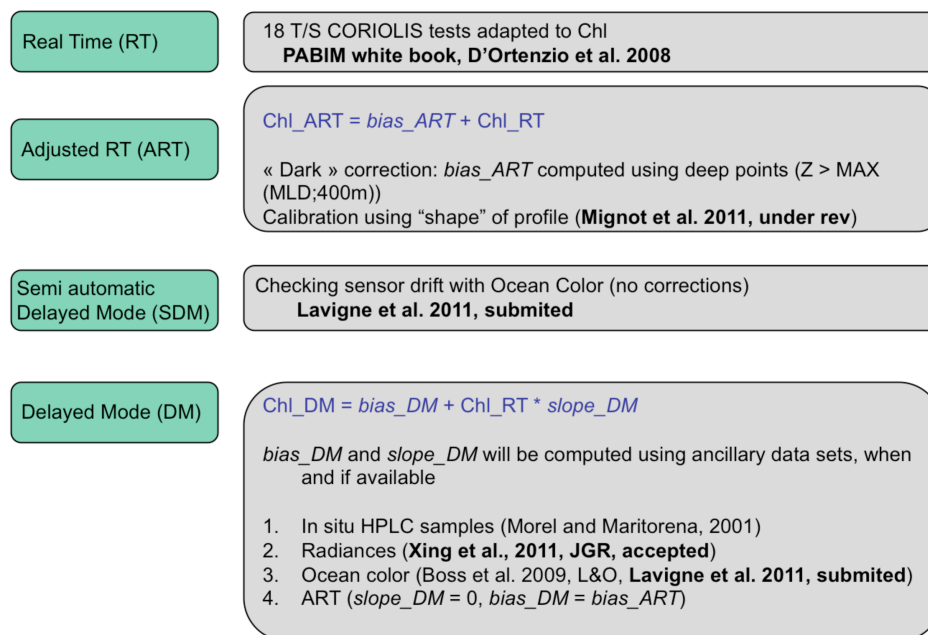 Real Time (RT)
18 T/S CORIOLIS tests adapted to Chl
PABIM white book, D'Ortenzio et al. 2008
Adjusted RT (ART)
Chl_ART = bias_ART + Chl_RT
« Dark » correction: bias_ART computed using deep points (Z > MAX
(MLD;400m))
Calibration using “shape” of profile (Mignot et al. 2011, under rev)
Semi automatic
Delayed Mode (SDM)
Checking sensor drift with Ocean Color (no corrections)
Lavigne et al. 2011, submited
Delayed Mode (DM)
Chl_DM = bias_DM + Chl_RT * slope_DM
bias_DM and slope_DM will be computed using ancillary data sets, when
and if available
1. In situ HPLC samples (Morel and Maritorena, 2001)
2. Radiances (Xing et al., 2011, JGR, accepted)
3. Ocean color (Boss et al. 2009, L&O, Lavigne et al. 2011, submited)
4. ART (slope_DM = 0, bias_DM = bias_ART)